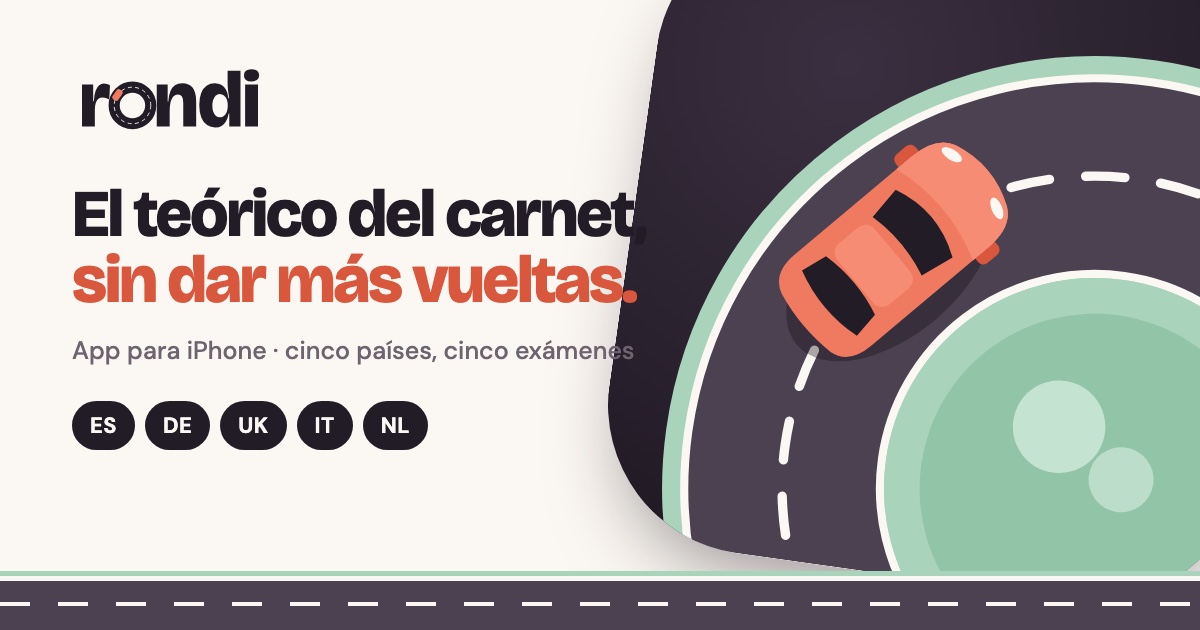 rondi
El teórico del carnet,
sin dar más vueltas.
App para iPhone · cinco países, cinco exámenes
ES DE UK IT NL